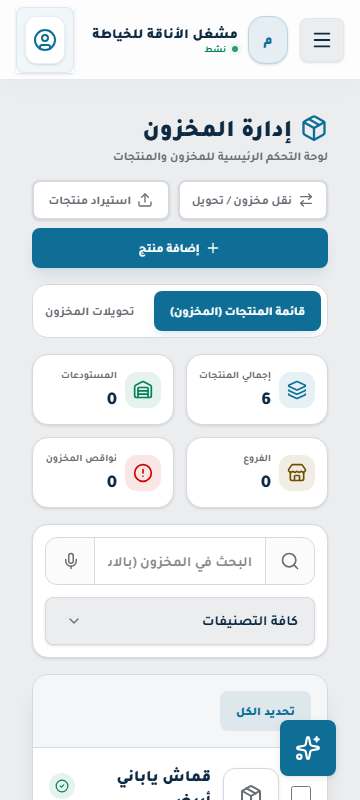 مشغل الأناقة للخياطة
نشط
م
إدارة المخزون
لوحة التحكم الرئيسية للمخزون والمنتجات
نقل مخزون / تحويل
استيراد منتجات
إضافة منتج
قائمة المنتجات (المخزون)
تحويلات المخزون
إجمالي المنتجات
6
المستودعات
0
الفروع
0
نواقص المخزون
0
البحث في المخزون (بالا
كافة التصنيفات
تحديد الكل
قماش ياباني